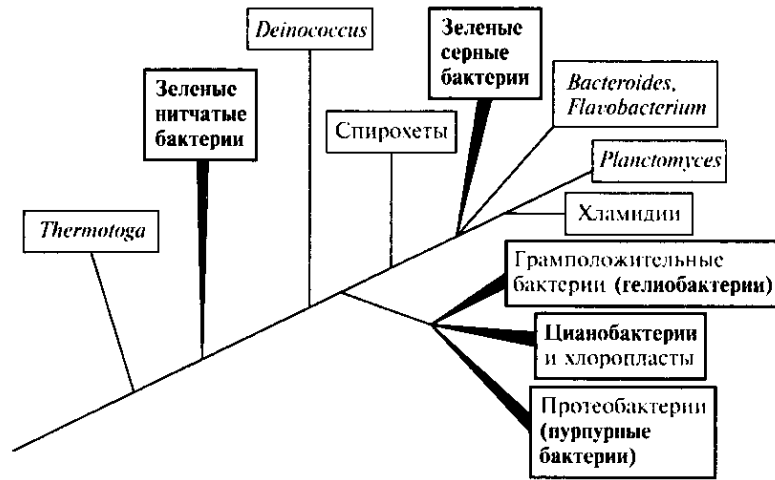 Deinococcus
Зеленые
серные
бактерии
Зеленые
нитчатые
бактерии
Bacteroides,
Flavobacterium
Спирохеты
Planctomyces
Хламидии
Thermotoga
Грамположительные
бактерии (гелиобактерии)
Цианобактерии
и хлоропласты
Протеобактерии
(пурпурные
бактерии)